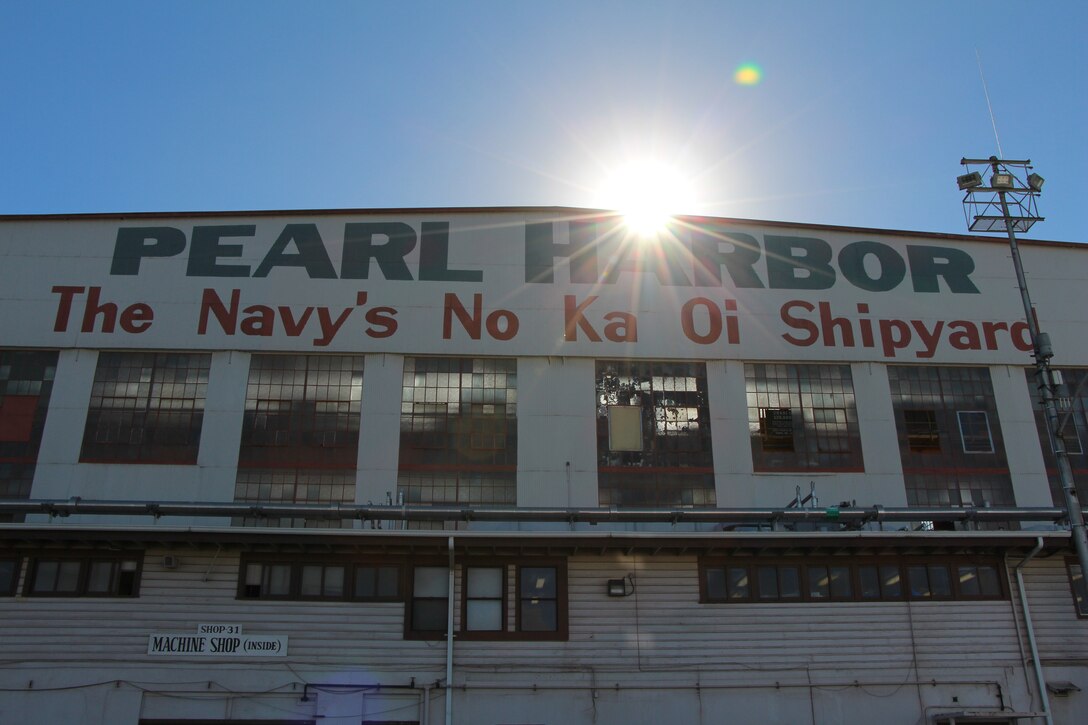 PEARL HARBOR
The Navy's No Ka Oi Shipyard
SHOP 31
MACHINE SHOP (INSIDE)